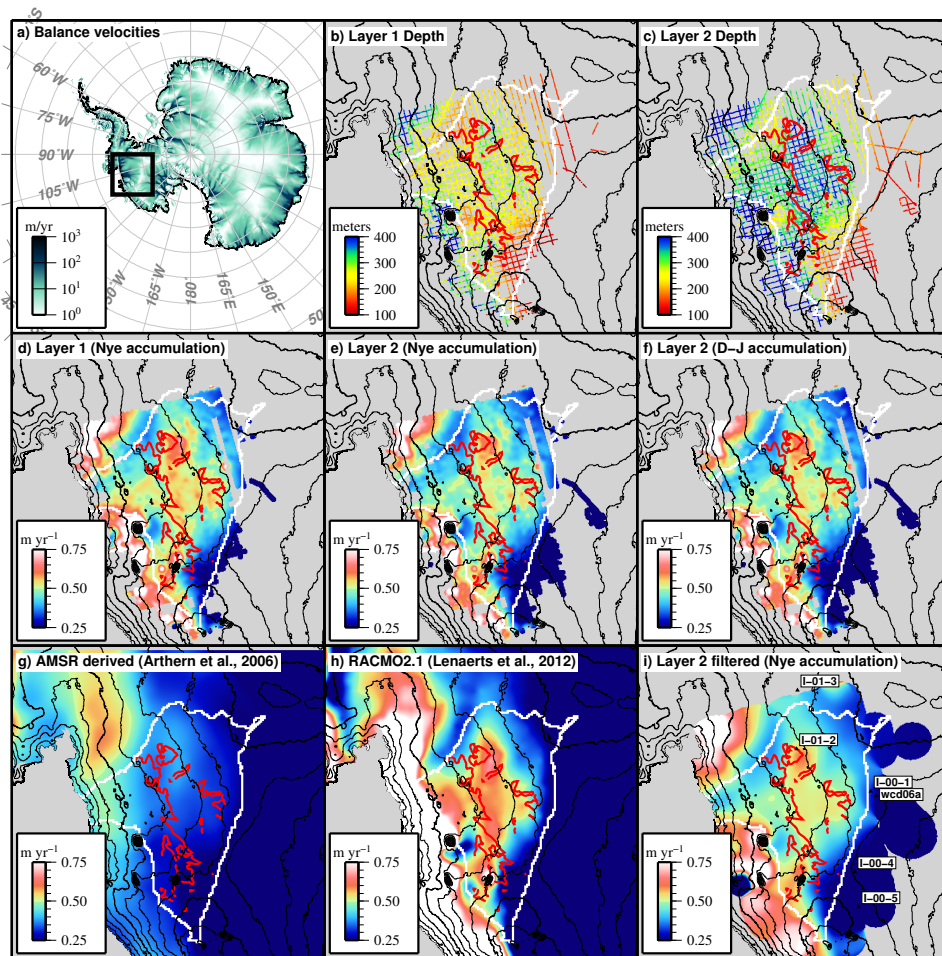 a) Balance velocities
60°W
75°W
90°W
105°W
165°W
180°
165°E
150°E
m/yr
10³
10²
10¹
10⁰
b) Layer 1 Depth
meters
400
300
200
100
c) Layer 2 Depth
meters
400
300
200
100
d) Layer 1 (Nye accumulation)
m yr⁻¹
0.75
0.50
0.25
e) Layer 2 (Nye accumulation)
m yr⁻¹
0.75
0.50
0.25
f) Layer 2 (D−J accumulation)
m yr⁻¹
0.75
0.50
0.25
g) AMSR derived (Arthern et al., 2006)
m yr⁻¹
0.75
0.50
0.25
h) RACMO2.1 (Lenaerts et al., 2012)
m yr⁻¹
0.75
0.50
0.25
i) Layer 2 filtered (Nye accumulation)
I−01−3
I−01−2
I−00−1
wcd06a
I−00−4
I−00−5
m yr⁻¹
0.75
0.50
0.25